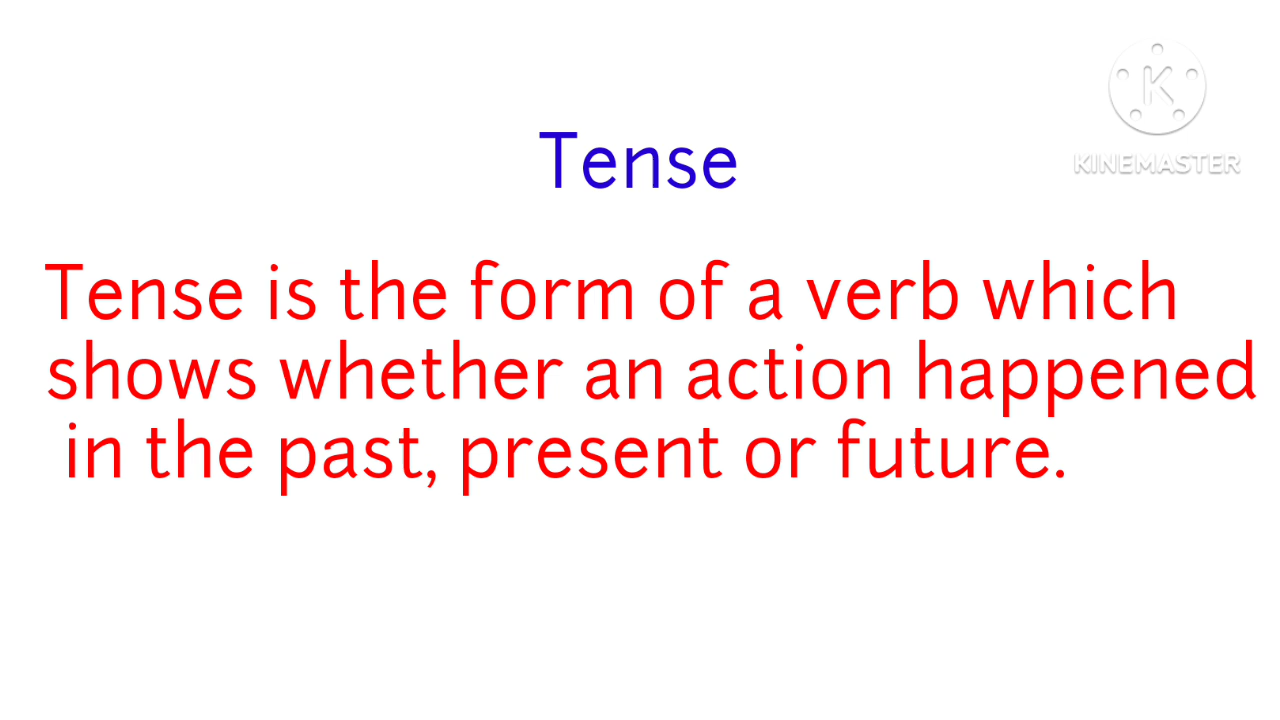 KINEMASTER
Tense
Tense is the form of a verb which
shows whether an action happened
in the past, present or future.